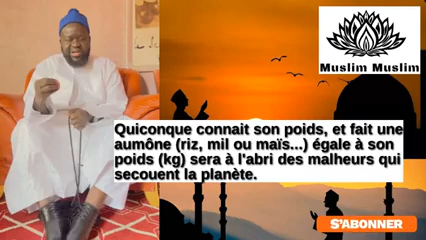 Muslim Muslim
Quiconque connait son poids, et fait une
aumône (riz, mil ou maïs...) égale à son
poids (kg) sera à l'abri des malheurs qui
secouent la planète.
S'ABONNER